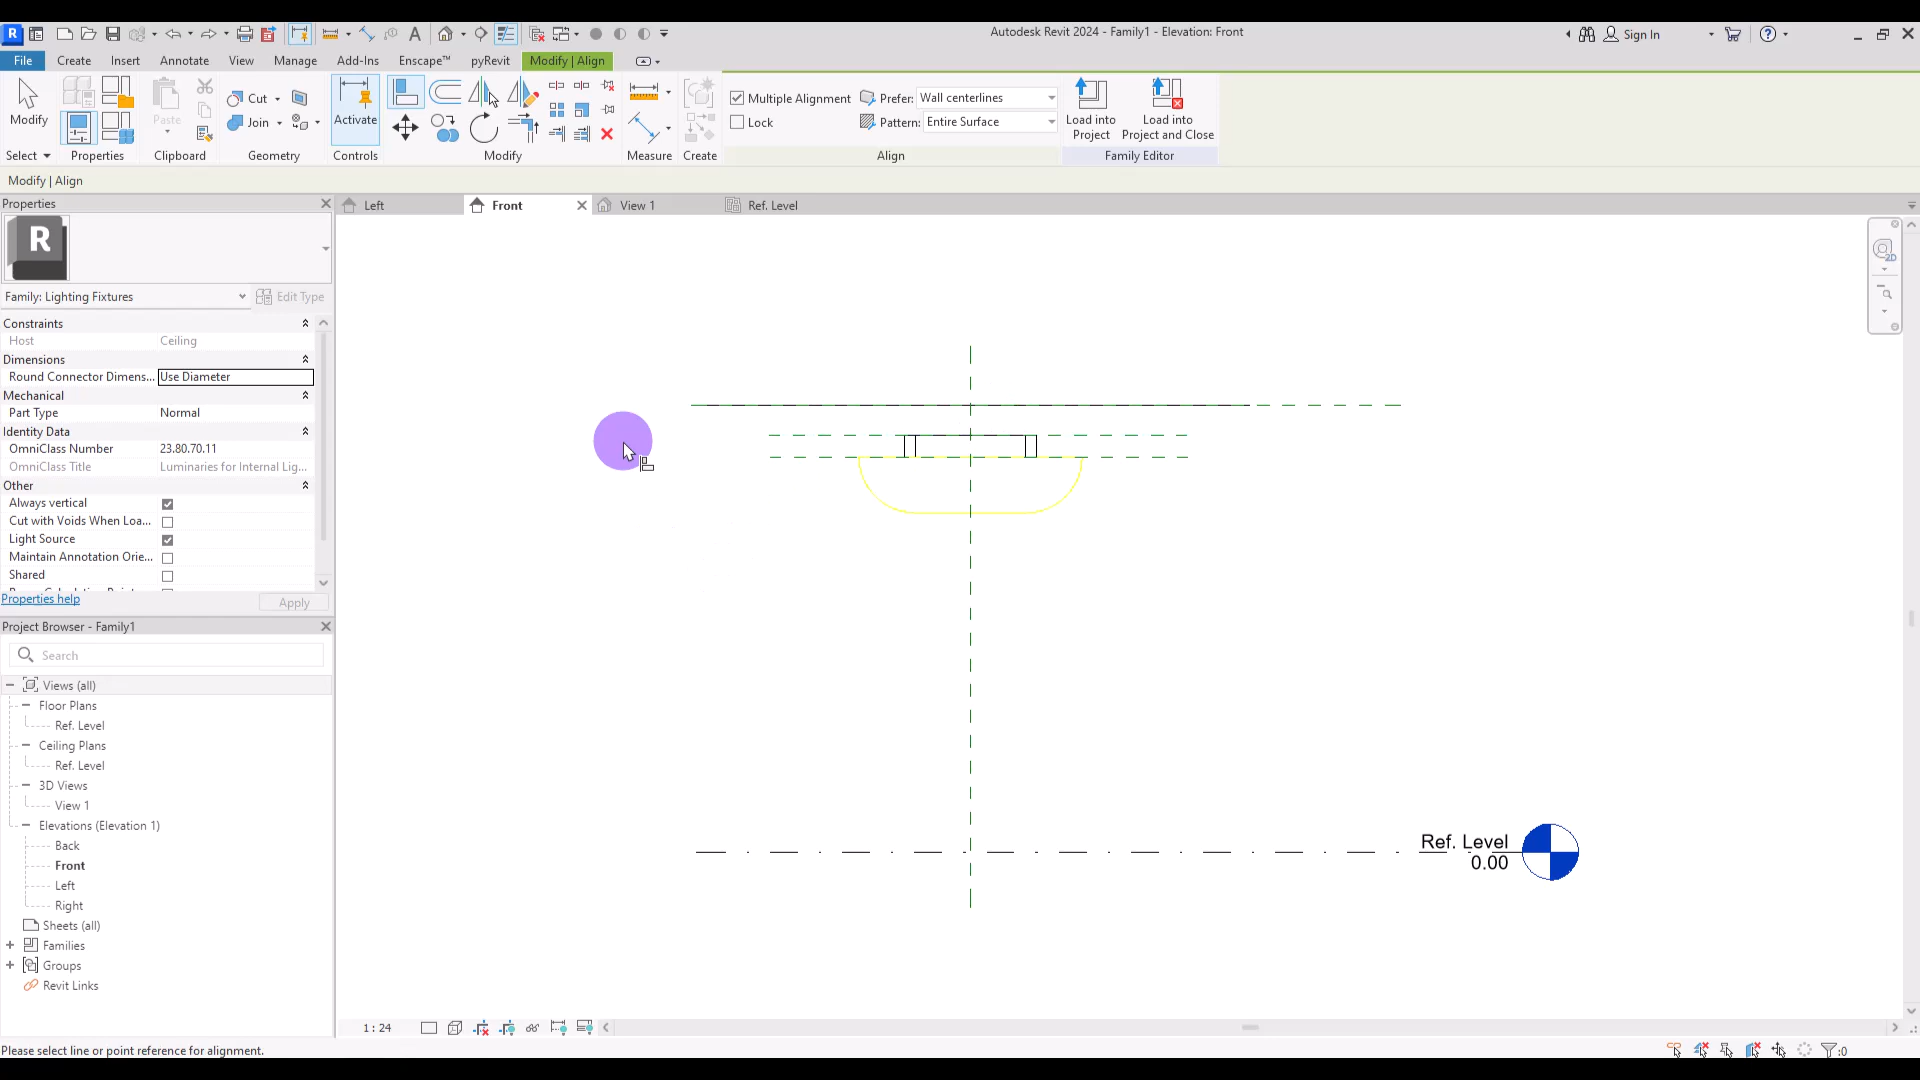 R
Autodesk Revit 2024 - Family1 - Elevation: Front
Sign In
File
Create
Insert
Annotate
View
Manage
Add-Ins
Enscape™
pyRevit
Modify | Align
Modify
Paste
Cut
Join
Activate
Multiple Alignment
Lock
Prefer:
Wall centerlines
Pattern:
Entire Surface
Load into
Project
Load into
Project and Close
Select
Properties
Clipboard
Geometry
Controls
Modify
Measure
Create
Align
Family Editor
Modify | Align
Properties
Left
Front
View 1
Ref. Level
R
2D
Family: Lighting Fixtures
Edit Type
Constraints
Host
Ceiling
Dimensions
Round Connector Dimens...
Use Diameter
Mechanical
Part Type
Normal
Identity Data
OmniClass Number
23.80.70.11
OmniClass Title
Luminaries for Internal Lig...
Other
Always vertical
Cut with Voids When Loa...
Light Source
Maintain Annotation Orie...
Shared
Properties help
Apply
Project Browser - Family1
Search
Views (all)
Floor Plans
Ref. Level
Ceiling Plans
Ref. Level
3D Views
View 1
Elevations (Elevation 1)
Back
Front
Left
Right
Sheets (all)
Families
Groups
Revit Links
Ref. Level
0.00
1 : 24
Please select line or point reference for alignment.
:0